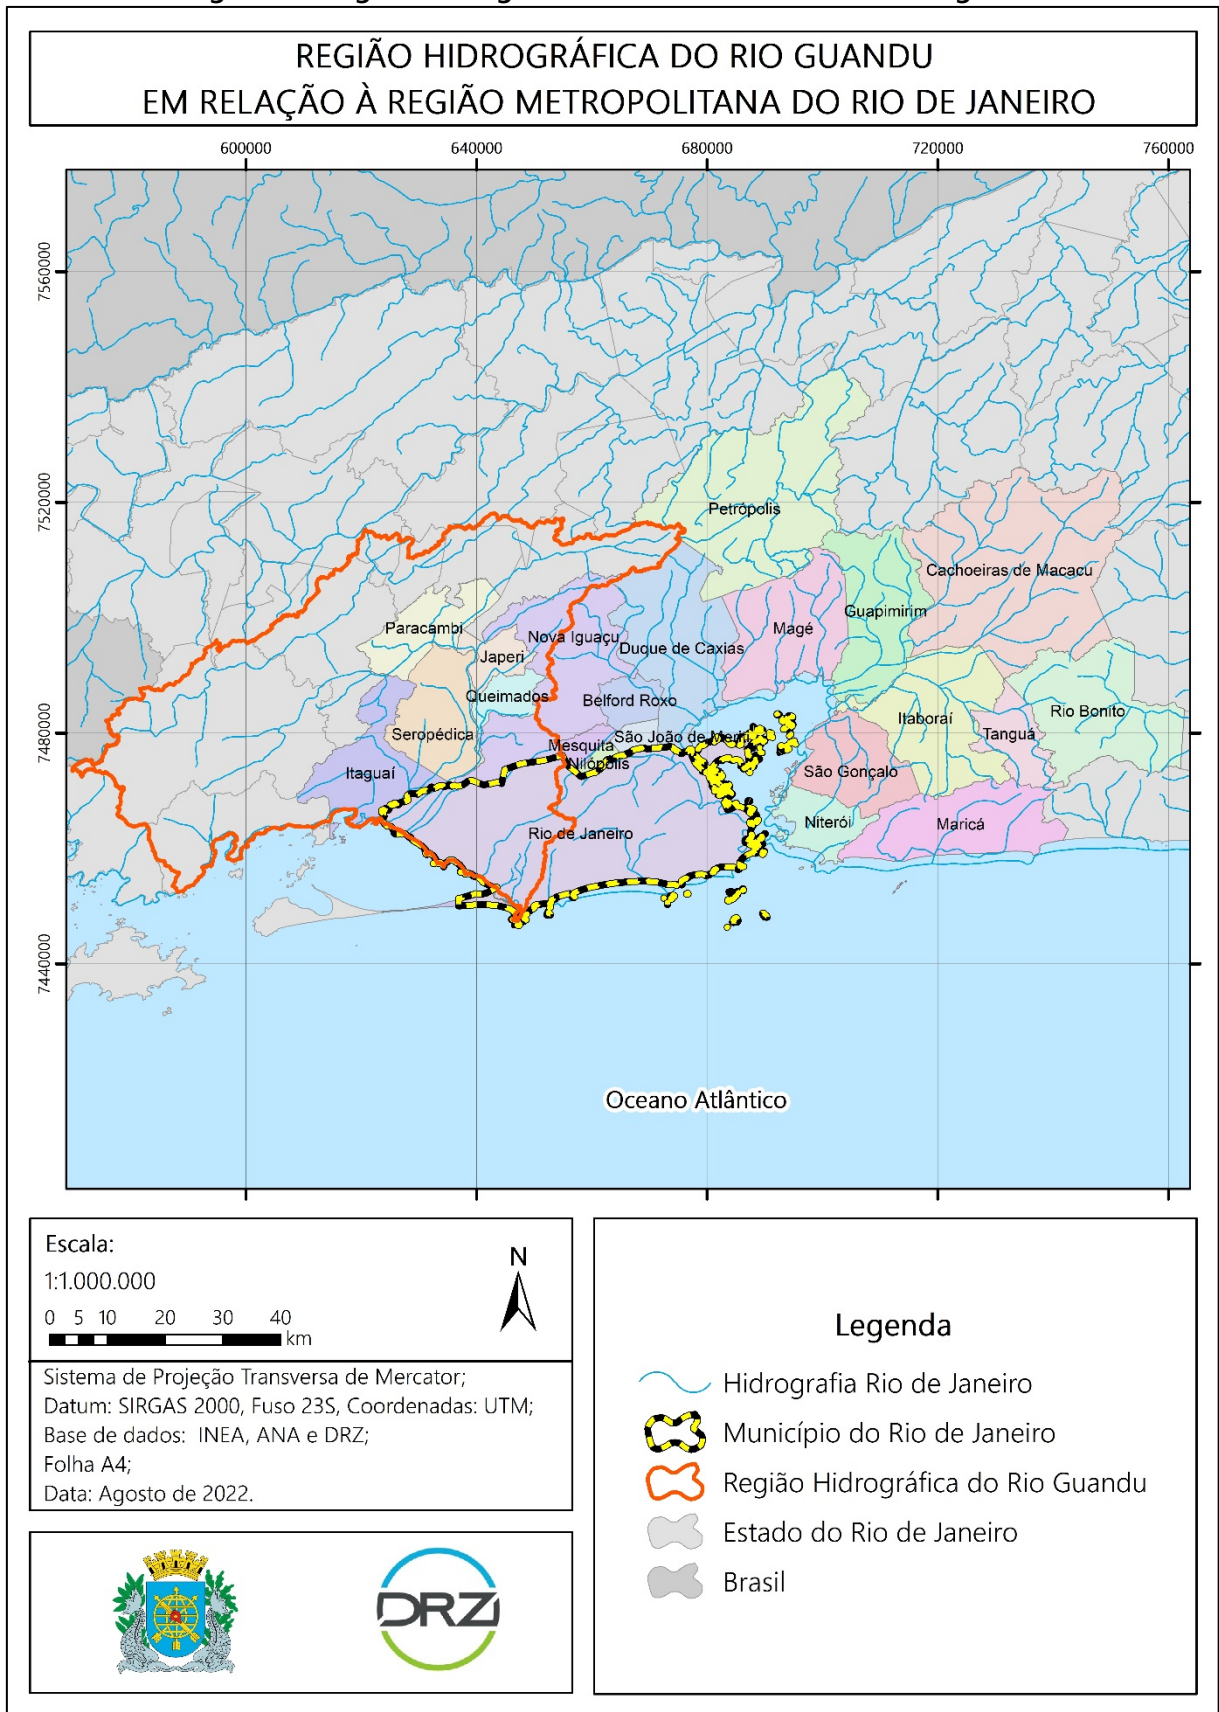 REGIÃO HIDROGRÁFICA DO RIO GUANDU
EM RELAÇÃO À REGIÃO METROPOLITANA DO RIO DE JANEIRO
600000 640000 680000 720000 760000
7560000
7520000
7480000
7440000
Petrópolis
Cachoeiras de Macacu
Guapimirim
Paracambi
Magé
Nova Iguaçu
Duque de Caxias
Japeri
Queimados
Belford Roxo
Rio Bonito
Itaboraí
Seropédica
Tanguá
São João de Meriti
Mesquita
Nilópolis
Itaguaí
São Gonçalo
Niterói
Maricá
Rio de Janeiro
Oceano Atlântico
Escala:
1:1.000.000
0 5 10 20 30 40
km
N
Sistema de Projeção Transversa de Mercator;
Datum: SIRGAS 2000, Fuso 23S, Coordenadas: UTM;
Base de dados: INEA, ANA e DRZ;
Folha A4;
Data: Agosto de 2022.
DRZ
Legenda
Hidrografia Rio de Janeiro
Município do Rio de Janeiro
Região Hidrográfica do Rio Guandu
Estado do Rio de Janeiro
Brasil